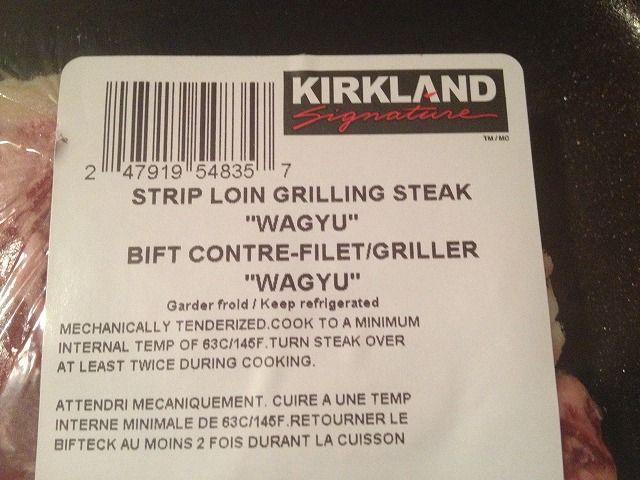 KIRKLAND
Signature
TM/MC
2 47919 54835 7
STRIP LOIN GRILLING STEAK
"WAGYU"
BIFT CONTRE-FILET/GRILLER
"WAGYU"
Garder froid / Keep refrigerated
MECHANICALLY TENDERIZED.COOK TO A MINIMUM
INTERNAL TEMP OF 63C/145F.TURN STEAK OVER
AT LEAST TWICE DURING COOKING.
ATTENDRI MECANIQUEMENT. CUIRE A UNE TEMP
INTERNE MINIMALE DE 63C/145F.RETOURNER LE
BIFTECK AU MOINS 2 FOIS DURANT LA CUISSON